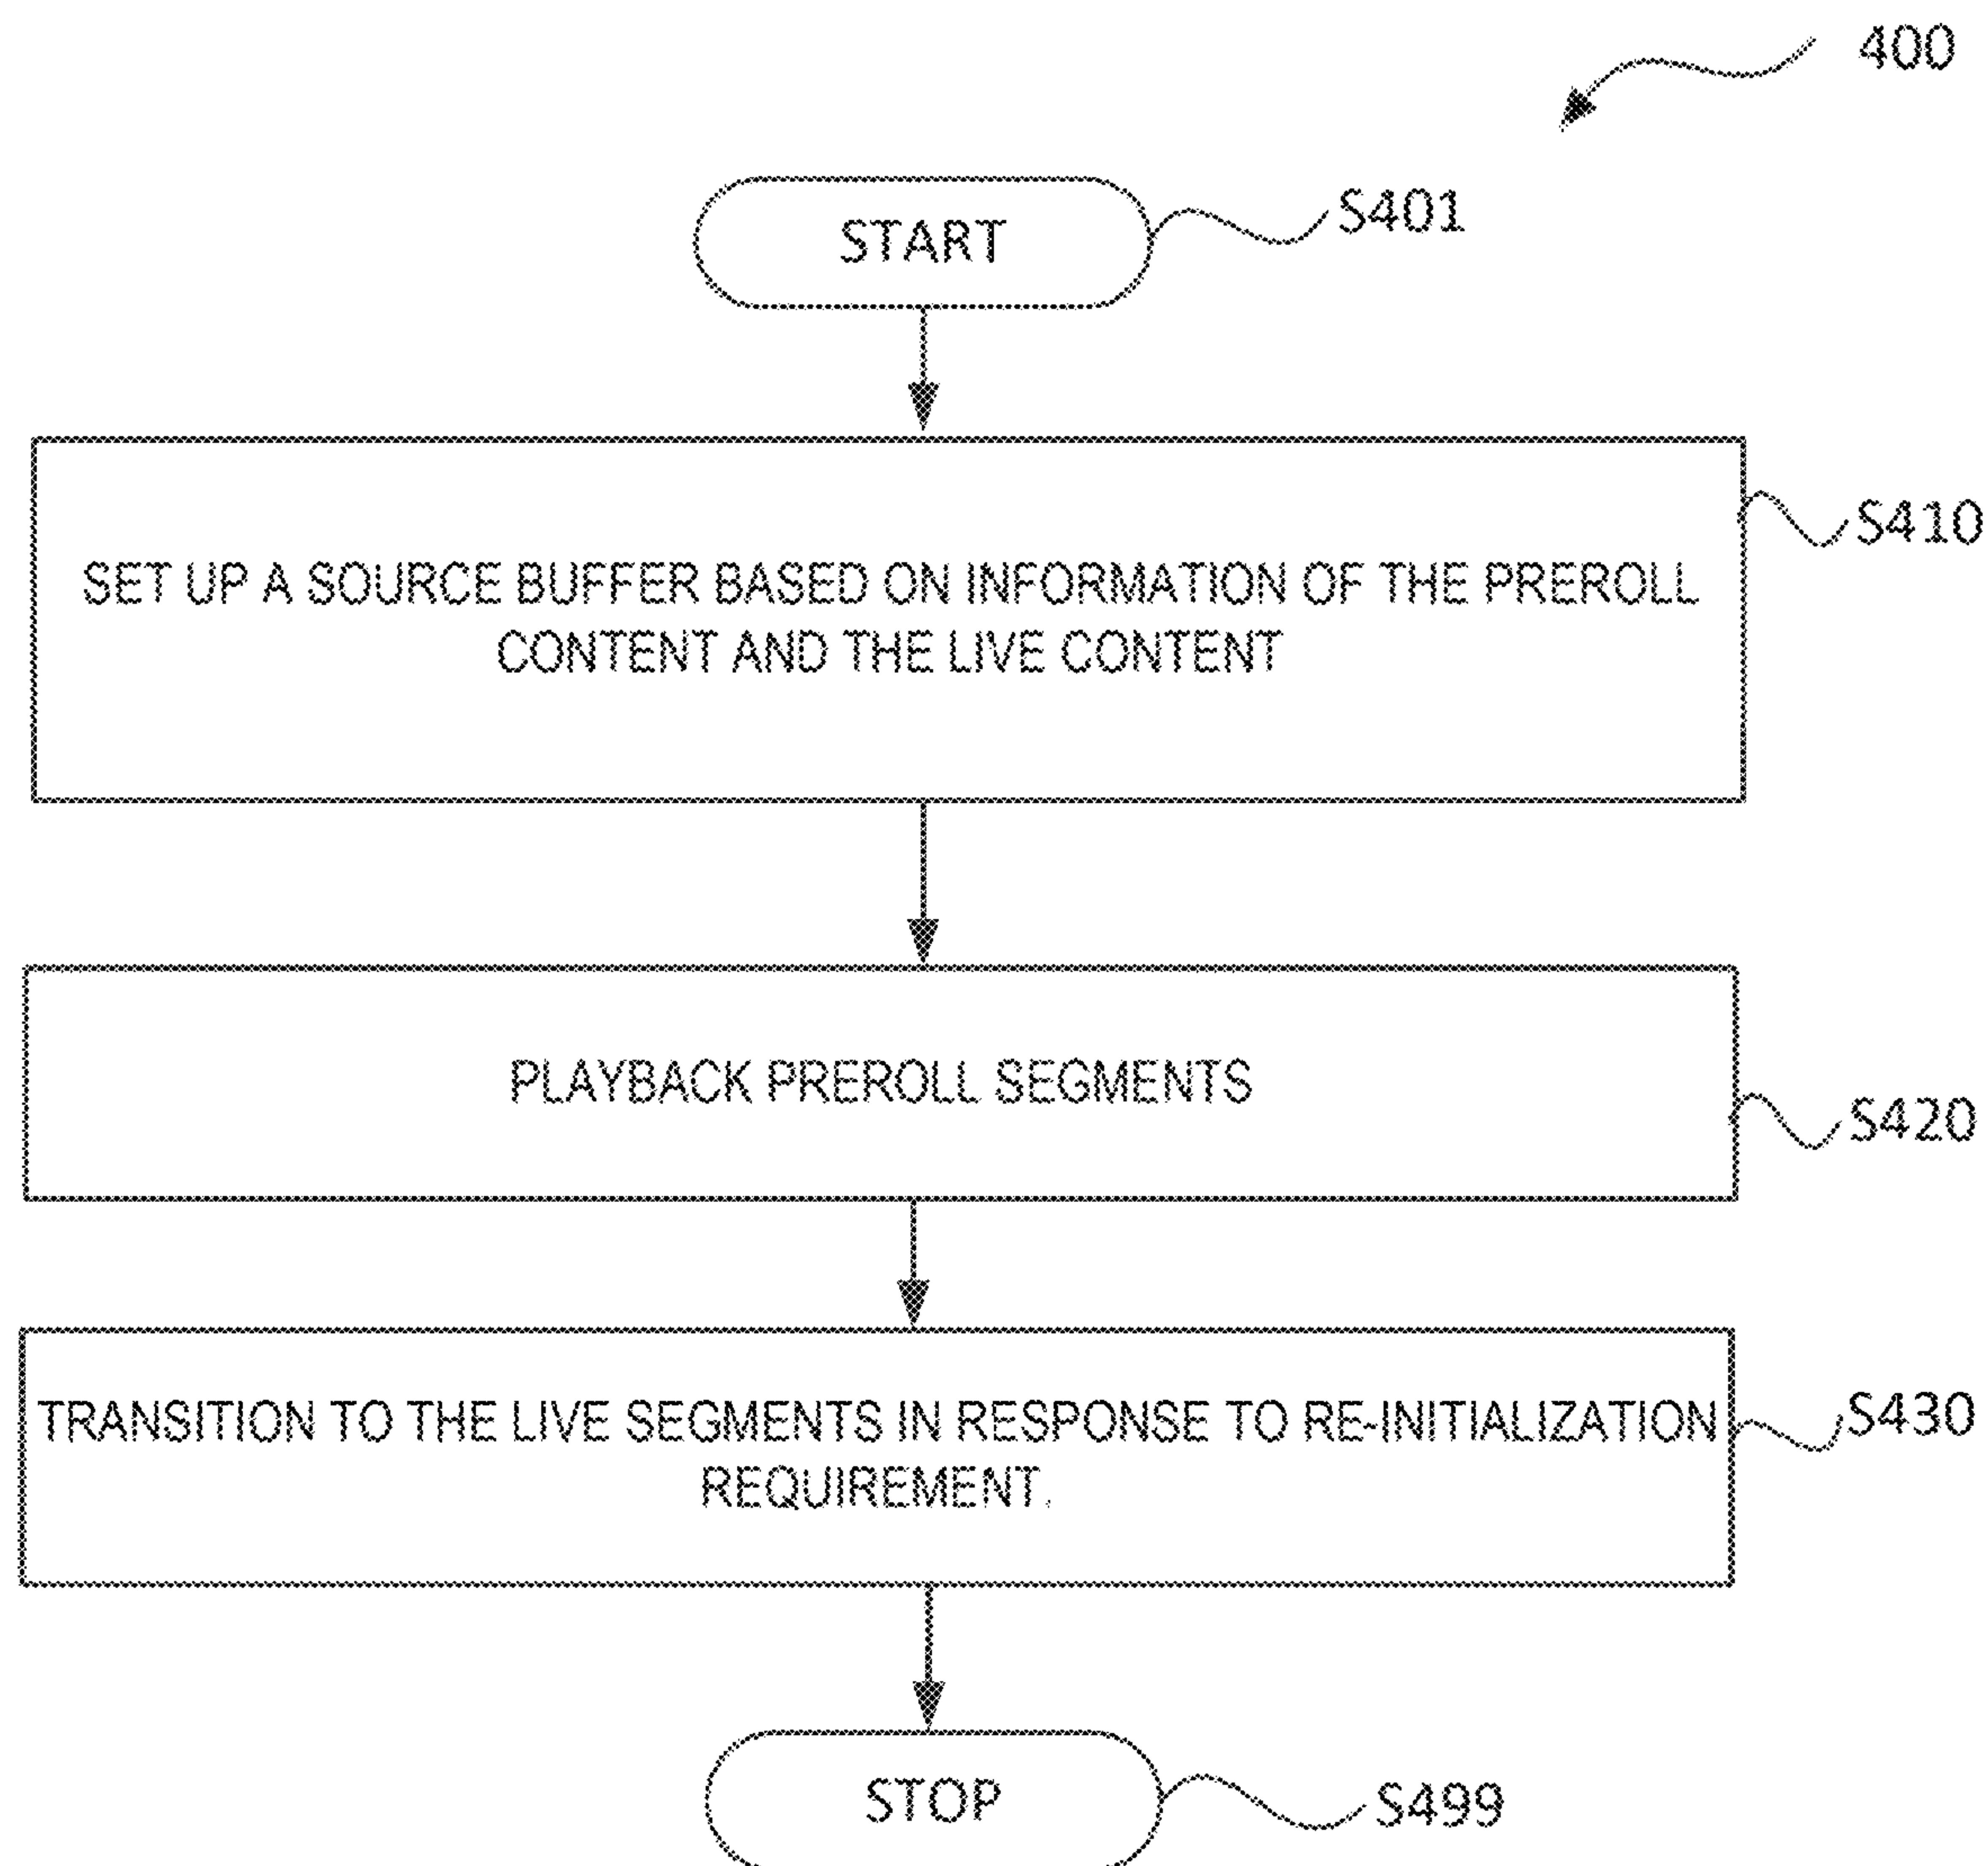 400
START
S401
SET UP A SOURCE BUFFER BASED ON INFORMATION OF THE PREROLL
CONTENT AND THE LIVE CONTENT
S410
PLAYBACK PREROLL SEGMENTS
S420
TRANSITION TO THE LIVE SEGMENTS IN RESPONSE TO RE-INITIALIZATION
REQUIREMENT.
S430
STOP
S499